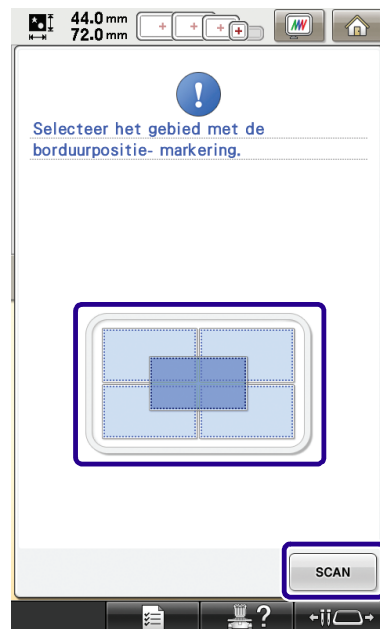 44.0 mm
72.0 mm
Selecteer het gebied met de
borduurpositie- markering.
SCAN